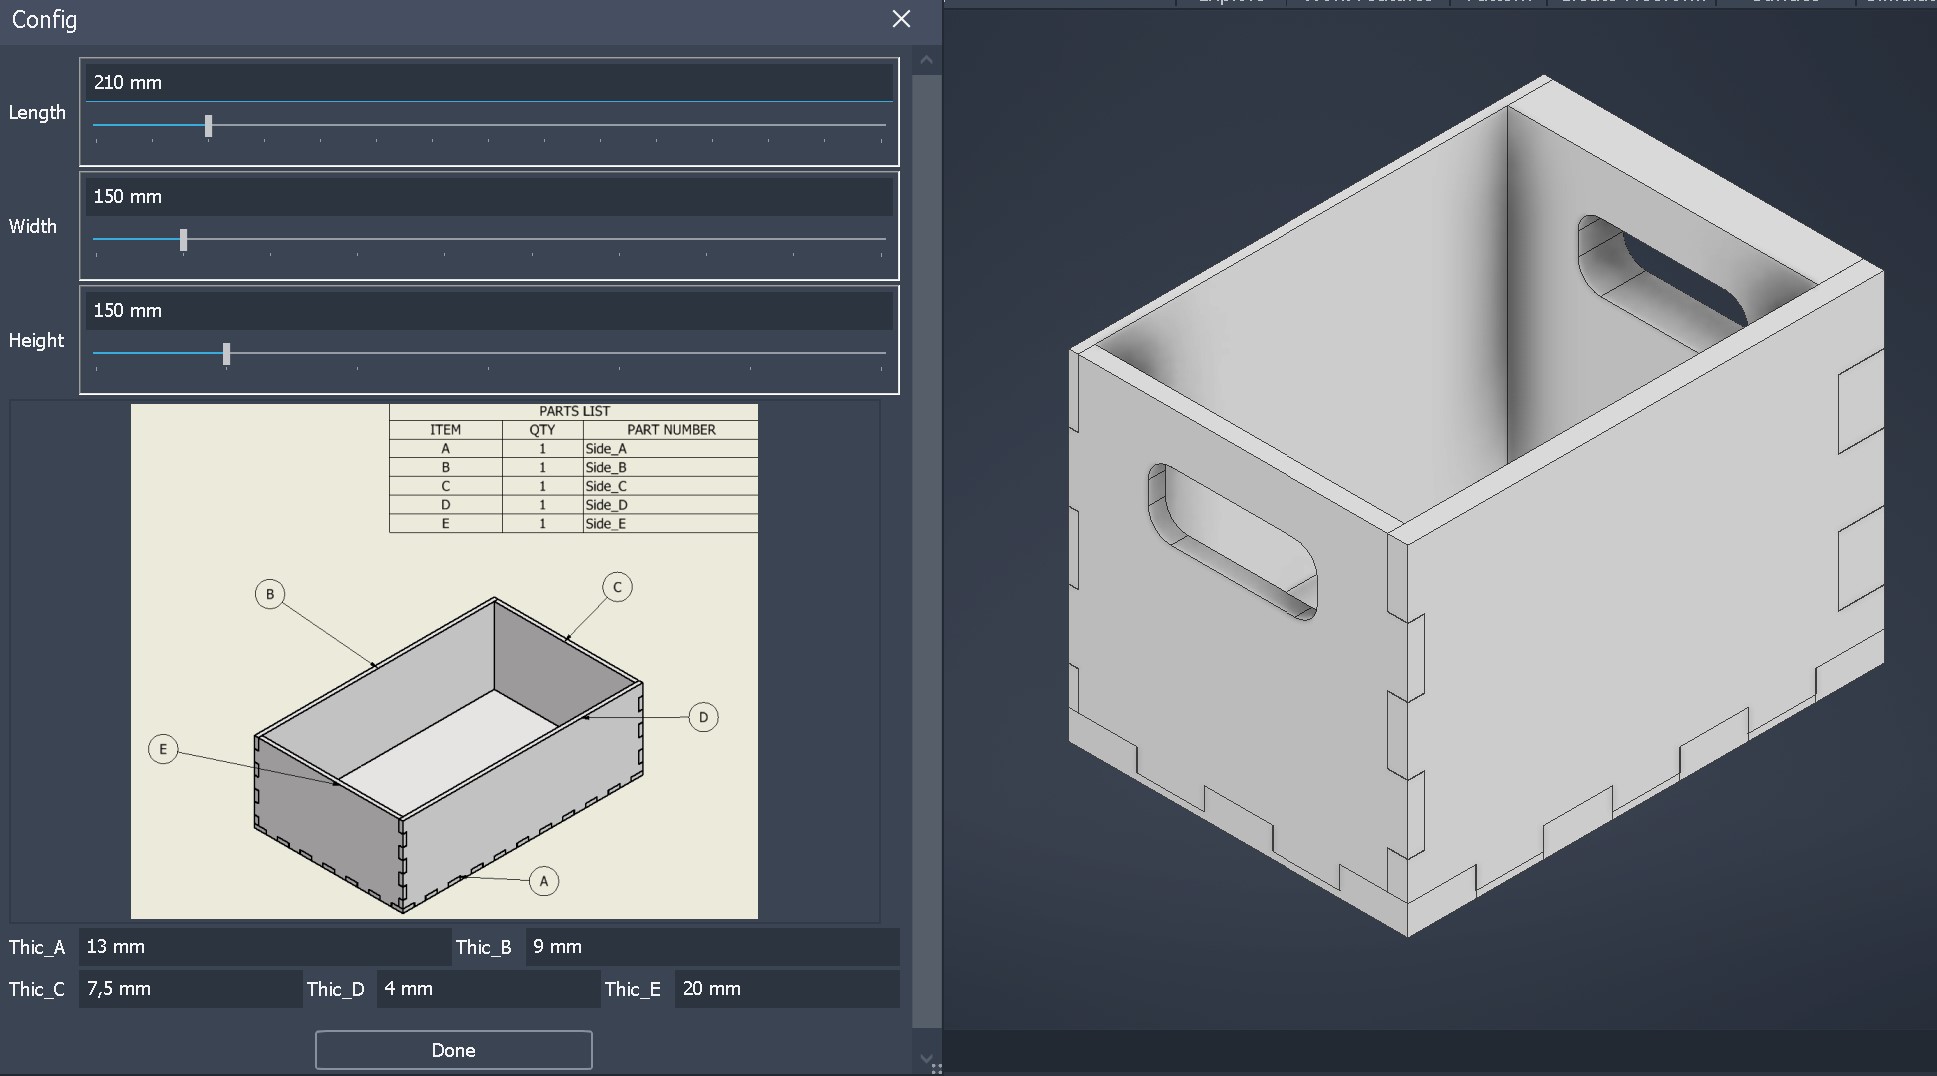 Config
Length
210 mm
Width
150 mm
Height
150 mm
PARTS LIST
ITEM QTY PART NUMBER
A 1 Side_A
B 1 Side_B
C 1 Side_C
D 1 Side_D
E 1 Side_E
B
C
D
E
A
Thic_A 13 mm Thic_B 9 mm
Thic_C 7,5 mm Thic_D 4 mm Thic_E 20 mm
Done